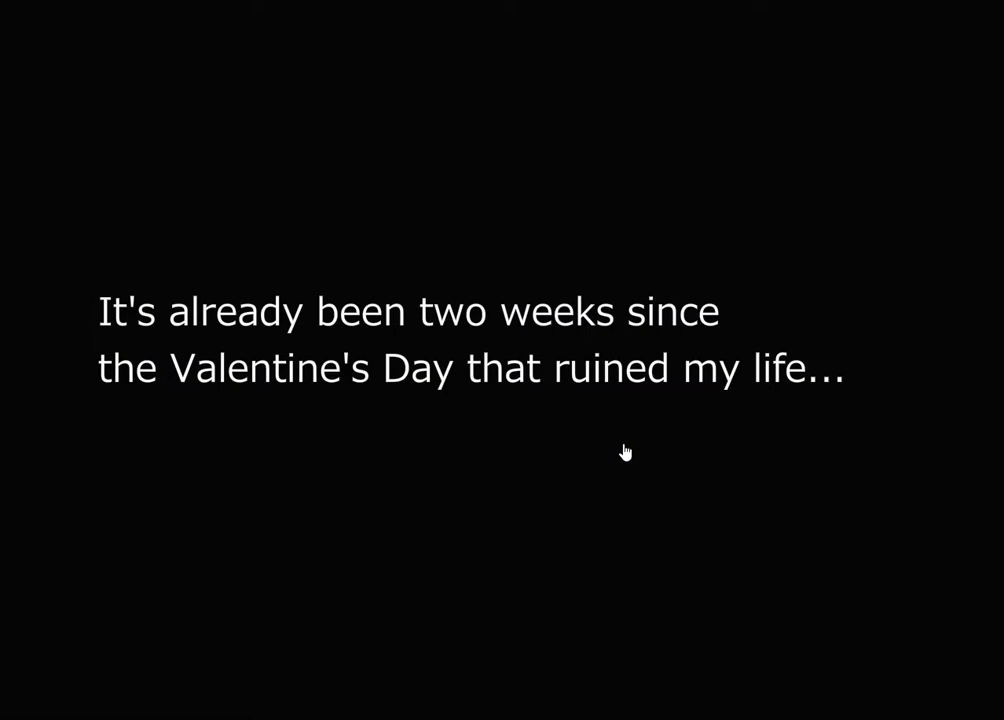 It's already been two weeks since
the Valentine's Day that ruined my life...